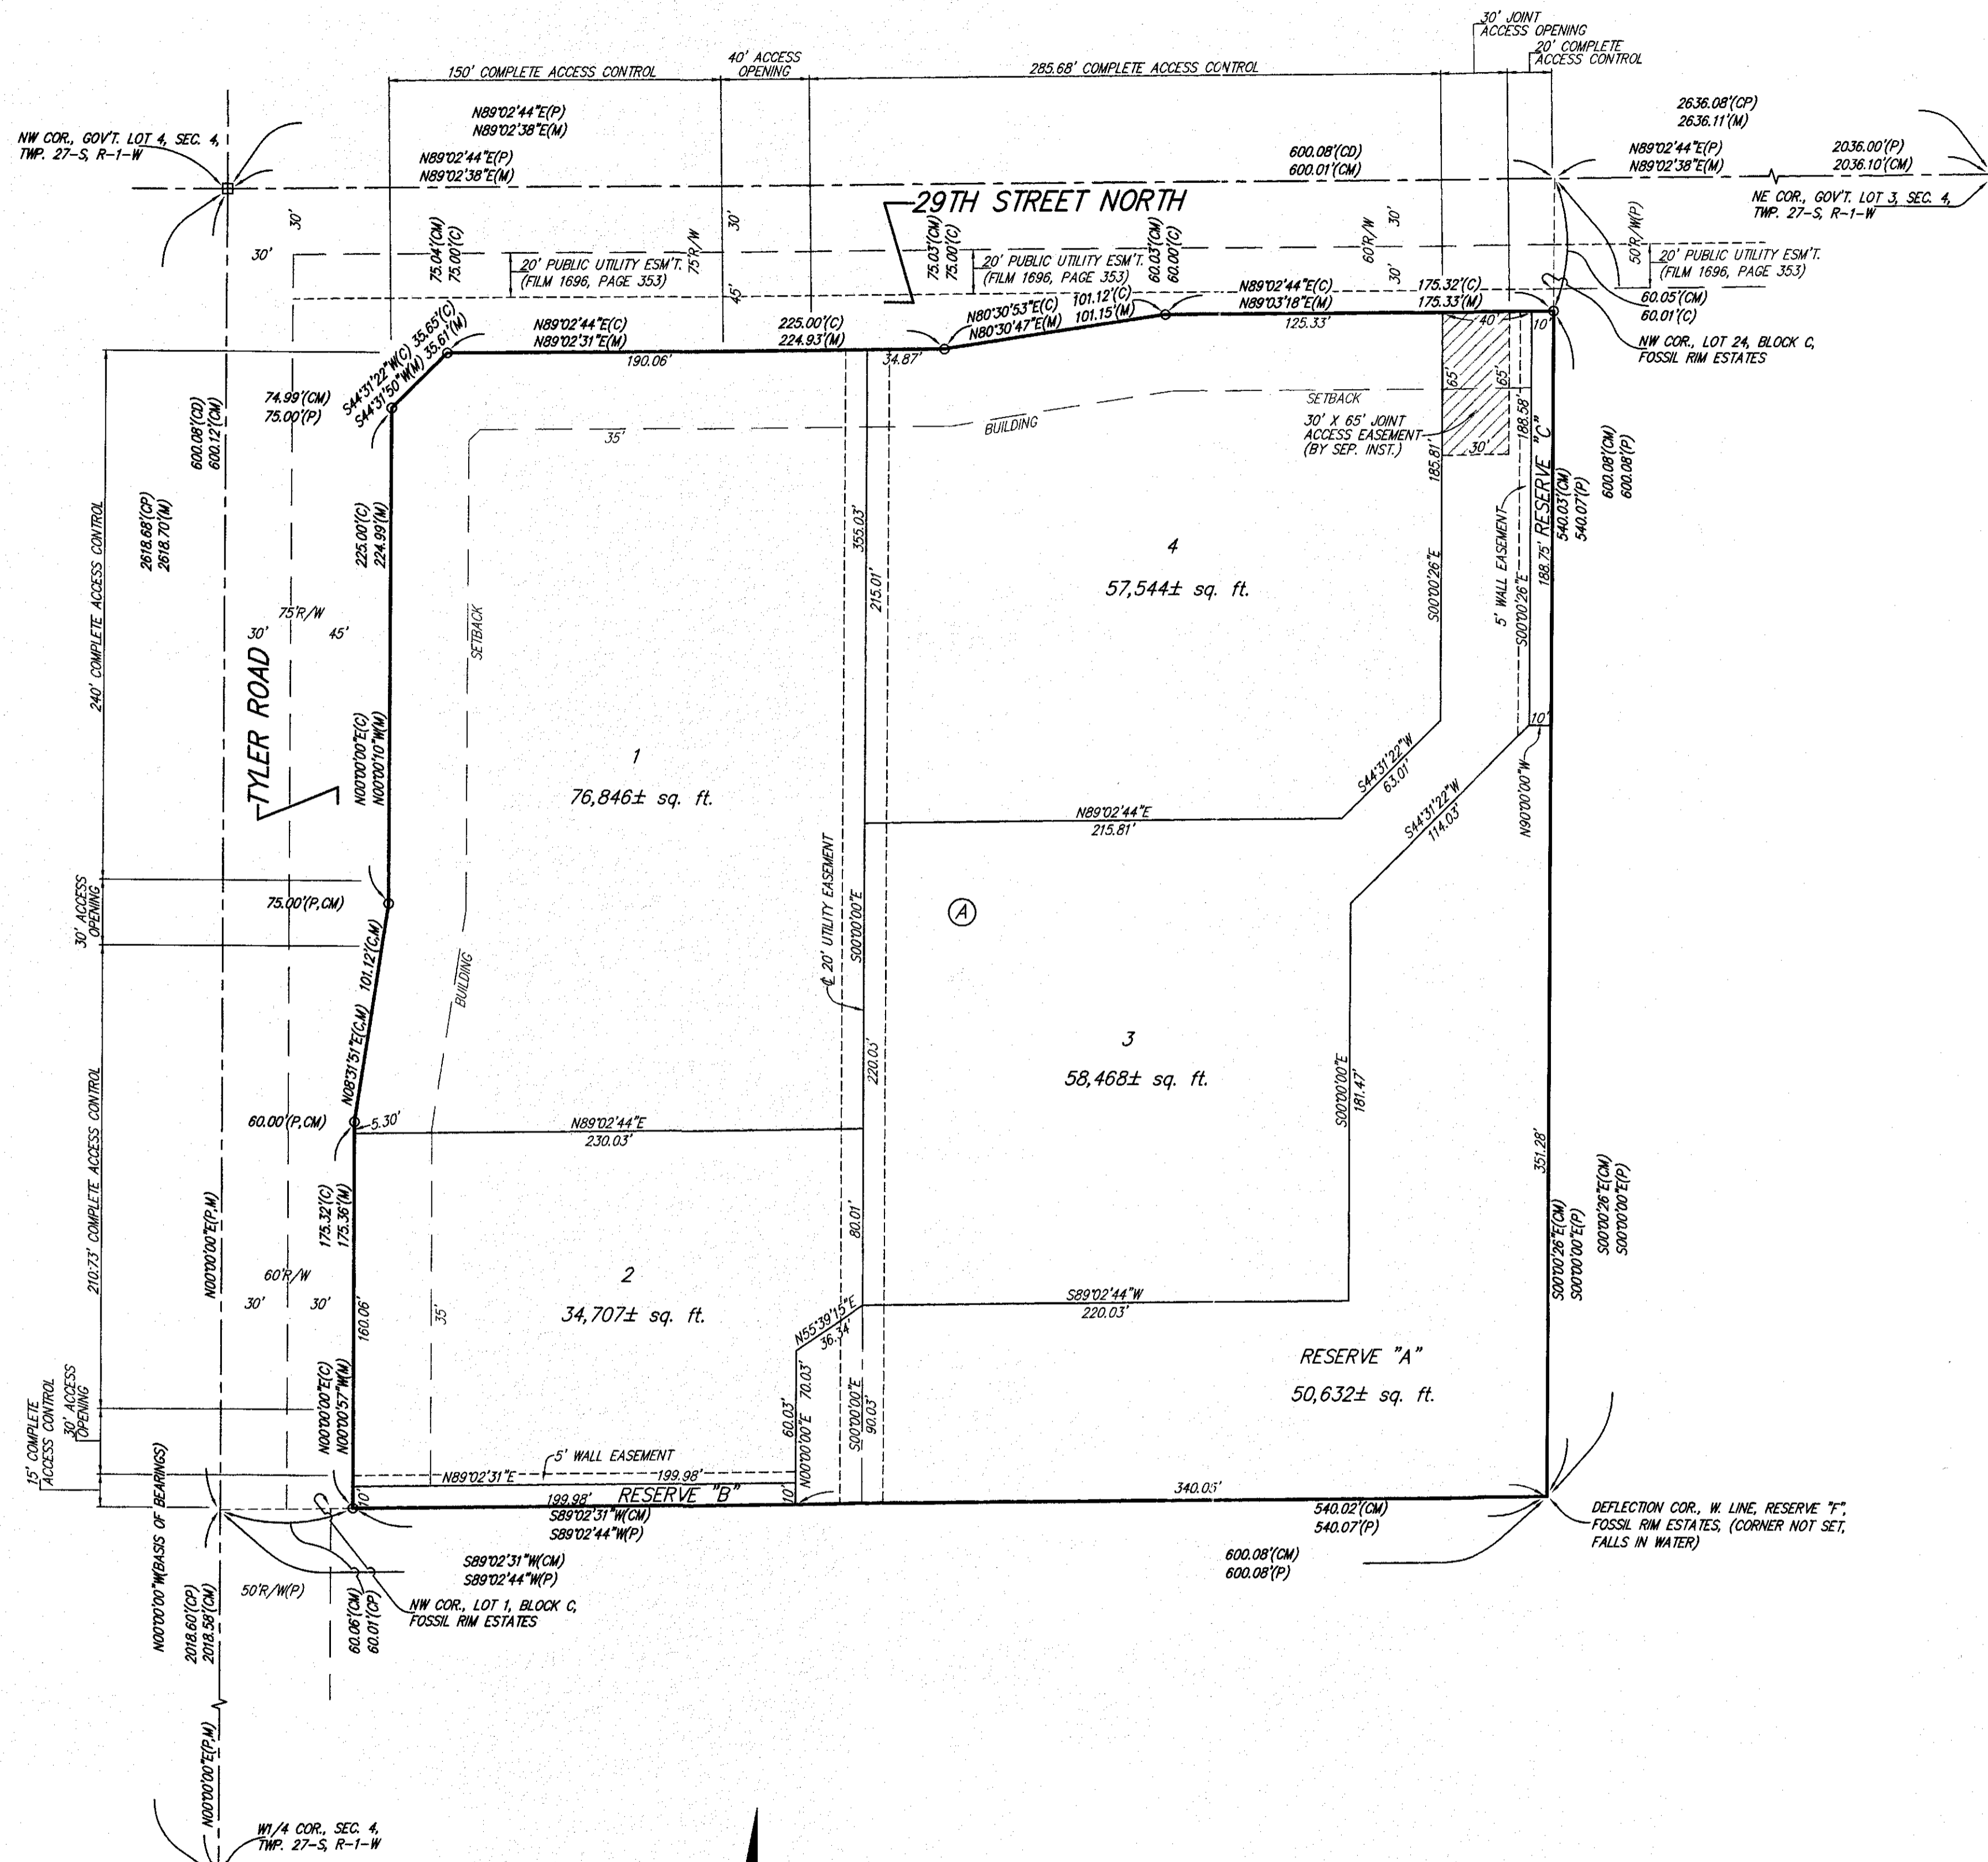 30' JOINT
ACCESS OPENING
20' COMPLETE
ACCESS CONTROL
40' ACCESS
OPENING
150' COMPLETE ACCESS CONTROL
285.68' COMPLETE ACCESS CONTROL
N89°02'44"E(P)
N89°02'38"E(M)
2636.08'(CP)
2636.11'(M)
NW COR., GOV'T. LOT 4, SEC. 4,
TWP. 27-S, R-1-W
N89°02'44"E(P)
N89°02'38"E(M)
600.08'(CD)
600.01'(CM)
N89°02'44"E(P)
N89°02'38"E(M)
2036.00'(P)
2036.10'(CM)
NE COR., GOV'T. LOT 3, SEC. 4,
TWP. 27-S, R-1-W
29TH STREET NORTH
30'
30'
75.04'(CM)
75.00'(C)
20' PUBLIC UTILITY ESM'T.
(FILM 1696, PAGE 353)
75'R/W
30'
45'
75.03'(CM)
75.00'(C)
20' PUBLIC UTILITY ESM'T.
(FILM 1696, PAGE 353)
60.03'(CM)
60.00'(C)
60'R/W
30'
30'
50'R/W(P)
20' PUBLIC UTILITY ESM'T.
(FILM 1696, PAGE 353)
60.05'(CM)
60.01'(C)
NW COR., LOT 24, BLOCK C,
FOSSIL RIM ESTATES
S44°31'22"W(C) 35.65'(C)
S44°31'50"W(M) 35.61'(M)
N89°02'44"E(C)
N89°02'31"E(M)
225.00'(C)
224.93'(M)
190.06'
34.87'
N80°30'53"E(C) 101.12'(C)
N80°30'47"E(M) 101.15'(M)
N89°02'44"E(C)
N89°03'18"E(M)
175.32'(C)
175.33'(M)
125.33'
40'
10'
74.99'(CM)
75.00'(P)
600.08'(CD)
600.12'(CM)
2618.68'(CP)
2618.70'(M)
240' COMPLETE ACCESS CONTROL
225.00'(C)
224.99'(M)
35'
BUILDING
SETBACK
30' X 65' JOINT
ACCESS EASEMENT
(BY SEP. INST.)
65'
65'
30'
185.81'
188.58'
188.75'
RESERVE "C"
540.03'(CM)
540.07'(P)
600.08'(CM)
600.08'(P)
5' WALL EASEMENT
S00°00'26"E
S00°00'26"E
355.03'
215.01'
4
57,544± sq. ft.
SETBACK
75'R/W
30'
45'
TYLER ROAD
N00°00'00"E(C)
N00°00'10"W(M)
1
76,846± sq. ft.
10'
N90°00'00"W
S44°31'22"W
63.01'
S44°31'22"W
114.03'
N89°02'44"E
215.81'
30' ACCESS
OPENING
75.00'(P,CM)
℄ 20' UTILITY EASEMENT
S00°00'00"E
A
N08°31'51"E(C,M) 101.12'(C,M)
BUILDING
220.03'
3
58,468± sq. ft.
S00°00'00"E
181.47'
60.00'(P,CM)
5.30'
N89°02'44"E
230.03'
210.73' COMPLETE ACCESS CONTROL
N00°00'00"E(P,M)
175.32'(C)
175.36'(M)
80.01'
351.28'
S00°00'26"E(CM)
S00°00'00"E(P)
S00°00'26"E(CM)
S00°00'00"E(P)
60'R/W
30'
30'
160.06'
35'
2
34,707± sq. ft.
S89°02'44"W
220.03'
N55°39'15"E
36.34'
RESERVE "A"
50,632± sq. ft.
60.03'
N00°00'00"E 70.03'
S00°00'00"E
90.03'
15' COMPLETE
ACCESS CONTROL
30' ACCESS
OPENING
N00°00'00"E(C)
N00°00'57"W(M)
5' WALL EASEMENT
N89°02'31"E
199.98'
10'
199.98'
RESERVE "B"
10'
340.05'
S89°02'31"W(CM)
S89°02'44"W(P)
540.02'(CM)
540.07'(P)
DEFLECTION COR., W. LINE, RESERVE "F",
FOSSIL RIM ESTATES, (CORNER NOT SET,
FALLS IN WATER)
N00°00'00"W(BASIS OF BEARINGS)
S89°02'31"W(CM)
S89°02'44"W(P)
600.08'(CM)
600.08'(P)
50'R/W(P)
2018.60'(CP)
2018.58'(CM)
60.06'(CM)
60.01'(CP)
NW COR., LOT 1, BLOCK C,
FOSSIL RIM ESTATES
N00°00'00"E(P,M)
W1/4 COR., SEC. 4,
TWP. 27-S, R-1-W